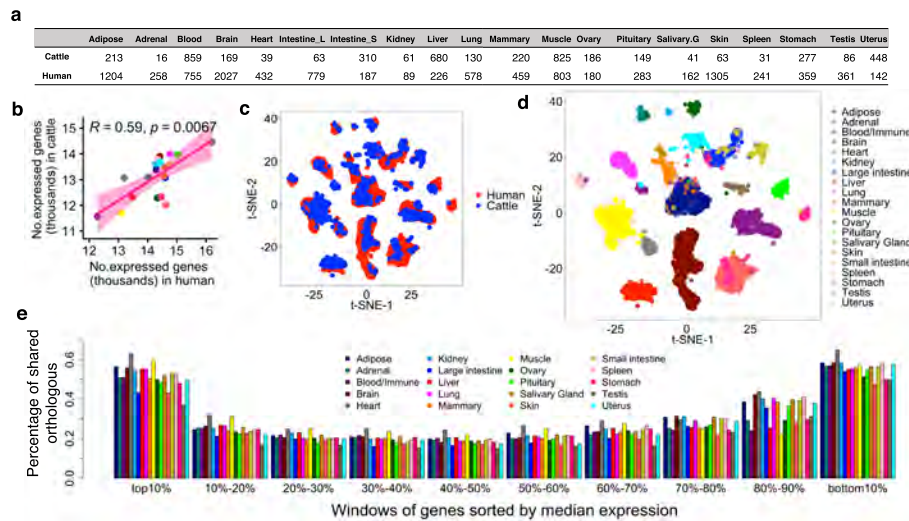 a
Adipose Adrenal Blood Brain Heart Intestine_L Intestine_S Kidney Liver Lung Mammary Muscle Ovary Pituitary Salivary.G Skin Spleen Stomach Testis Uterus
Cattle 213 16 859 169 39 63 310 61 680 130 220 825 186 149 41 63 31 277 86 448
Human 1204 258 755 2027 432 779 187 89 226 578 459 803 180 283 162 1305 241 359 361 142
b
R = 0.59, p = 0.0067
No.expressed genes
(thousands) in cattle
15
14
13
12
11
12 13 14 15 16
No.expressed genes
(thousands) in human
c
t-SNE-2
40
20
0
-20
-25 0 25
t-SNE-1
Human
Cattle
d
t-SNE-2
40
20
0
-20
-25 0 25
t-SNE-1
Adipose
Adrenal
Blood/Immune
Brain
Heart
Kidney
Large intestine
Liver
Lung
Mammary
Muscle
Ovary
Pituitary
Salivary Gland
Skin
Small intestine
Spleen
Stomach
Testis
Uterus
e
Percentage of shared
orthologous
0.6
0.4
0.2
0.0
Adipose Kidney Muscle Small intestine
Adrenal Large intestine Ovary Spleen
Blood/Immune Liver Pituitary Stomach
Brain Lung Salivary Gland Testis
Heart Mammary Skin Uterus
top10% 10%-20% 20%-30% 30%-40% 40%-50% 50%-60% 60%-70% 70%-80% 80%-90% bottom10%
Windows of genes sorted by median expression